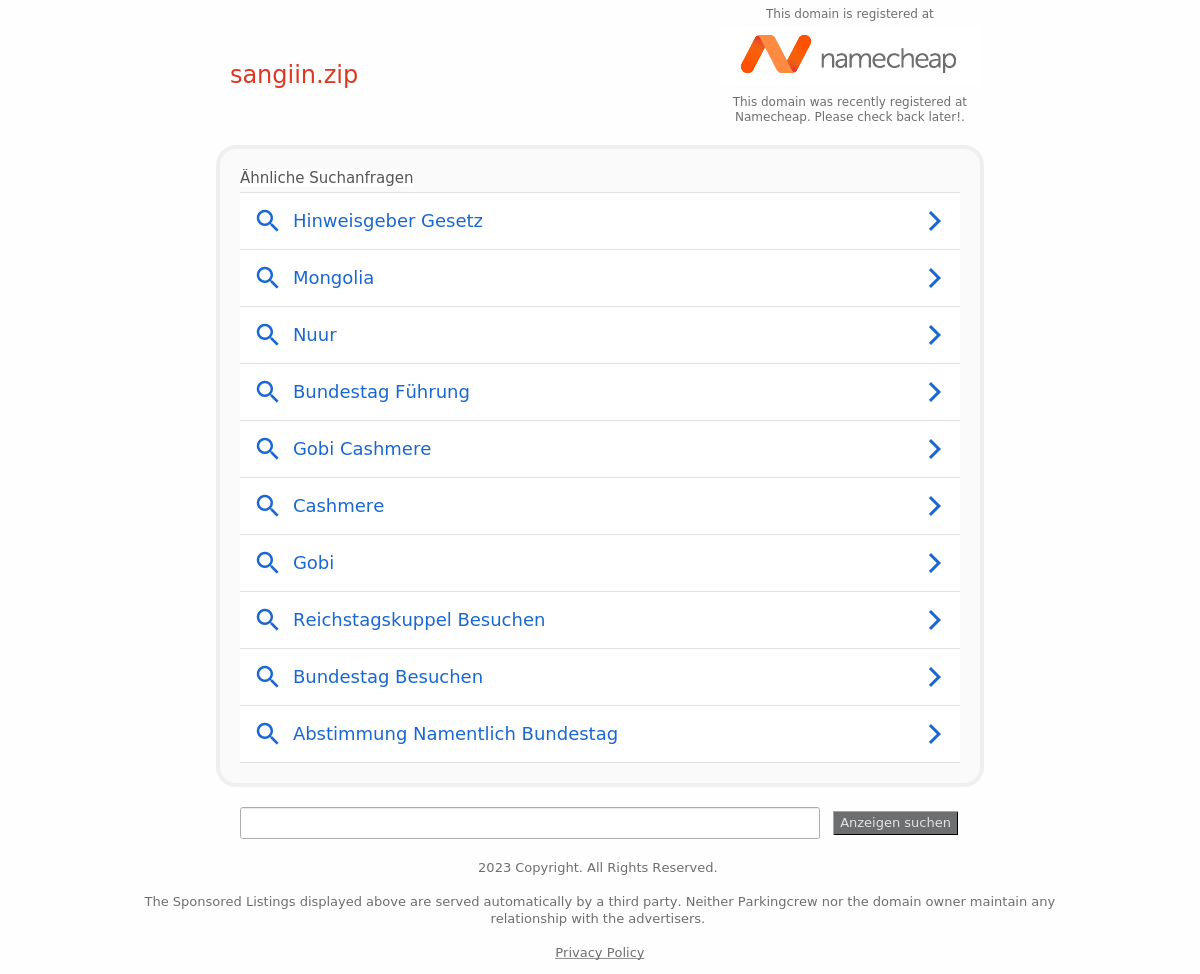 This domain is registered at
namecheap
sangiin.zip
This domain was recently registered at
Namecheap. Please check back later!.
Ähnliche Suchanfragen
Hinweisgeber Gesetz
Mongolia
Nuur
Bundestag Führung
Gobi Cashmere
Cashmere
Gobi
Reichstagskuppel Besuchen
Bundestag Besuchen
Abstimmung Namentlich Bundestag
Anzeigen suchen
2023 Copyright. All Rights Reserved.
The Sponsored Listings displayed above are served automatically by a third party. Neither Parkingcrew nor the domain owner maintain any
relationship with the advertisers.
Privacy Policy